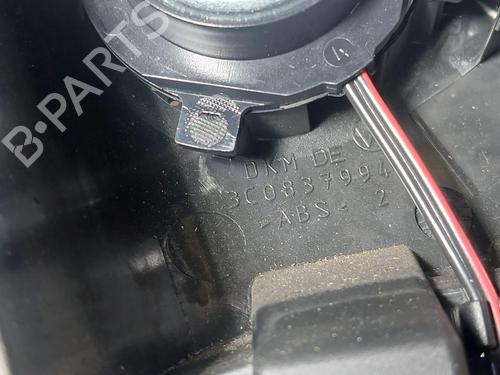 B-PARTS
A
DKM DE
3C0837994
-ABS- 2